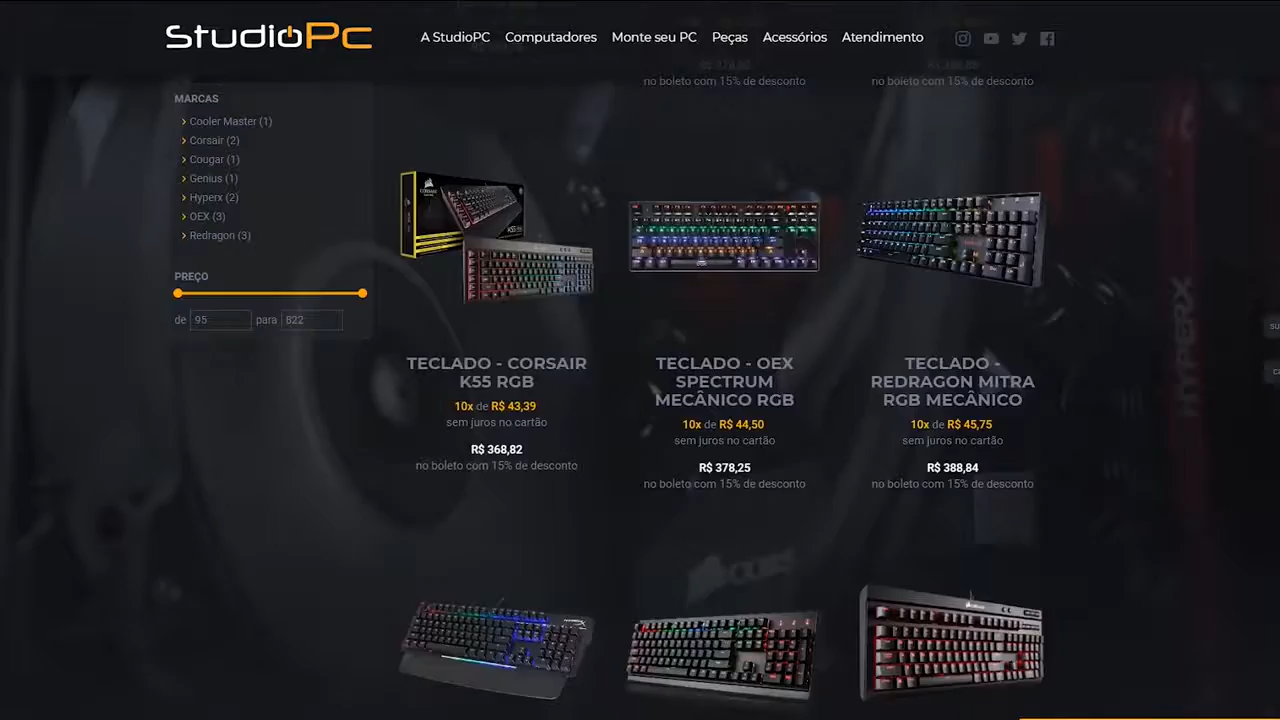 StudioPc
A StudioPC Computadores Monte seu PC Peças Acessórios Atendimento
no boleto com 15% de desconto
no boleto com 15% de desconto
MARCAS
Cooler Master (1)
Corsair (2)
Cougar (1)
Genius (1)
Hyperx (2)
OEX (3)
Redragon (3)
PREÇO
de 95 para 822
TECLADO - CORSAIR
K55 RGB
10x de R$ 43,39
sem juros no cartão
R$ 368,82
no boleto com 15% de desconto
TECLADO - OEX
SPECTRUM
MECÂNICO RGB
10x de R$ 44,50
sem juros no cartão
R$ 378,25
no boleto com 15% de desconto
TECLADO -
REDRAGON MITRA
RGB MECÂNICO
10x de R$ 45,75
sem juros no cartão
R$ 388,84
no boleto com 15% de desconto
HYPERX